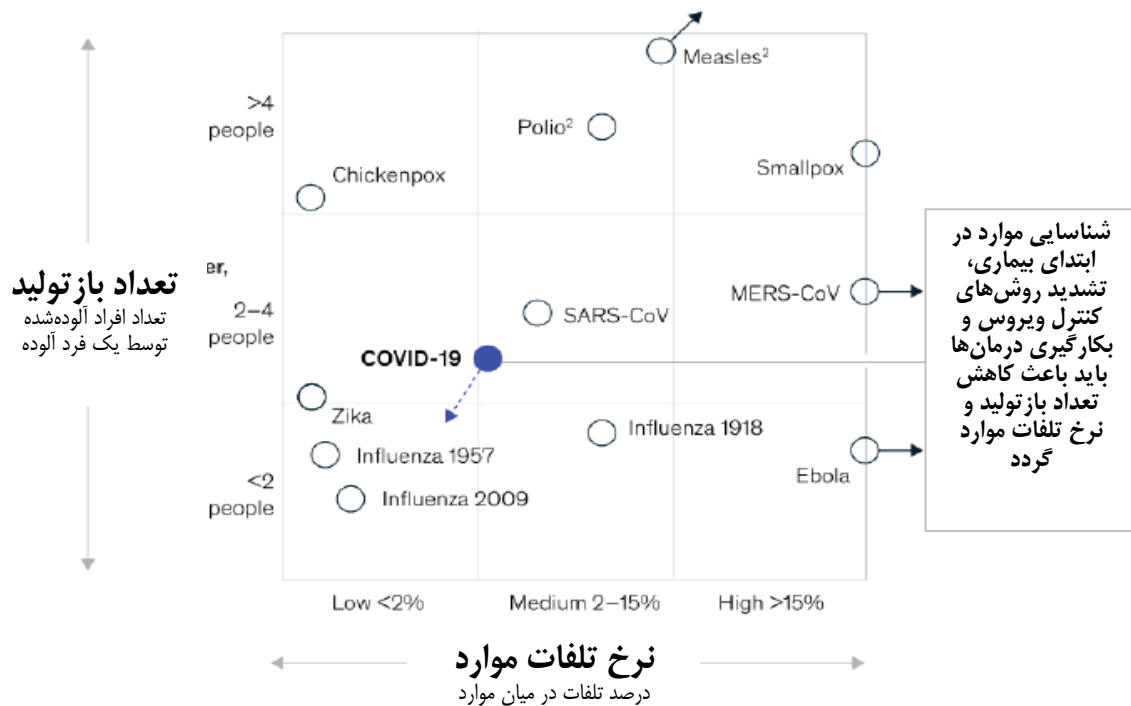 Measles²
>4
people
Polio²
Smallpox
Chickenpox
شناسایی موارد در
ابتدای بیماری،
تشدید روش‌های
کنترل ویروس و
بکارگیری درمان‌ها
باید باعث کاهش
تعداد بازتولید و
نرخ تلفات موارد
گردد
er,
تعداد بازتولید
تعداد افراد آلوده‌شده
توسط یک فرد آلوده
2–4
people
MERS-CoV
SARS-CoV
COVID-19
Zika
Influenza 1918
Influenza 1957
Ebola
<2
people
Influenza 2009
Low <2%
Medium 2–15%
High >15%
نرخ تلفات موارد
درصد تلفات در میان موارد